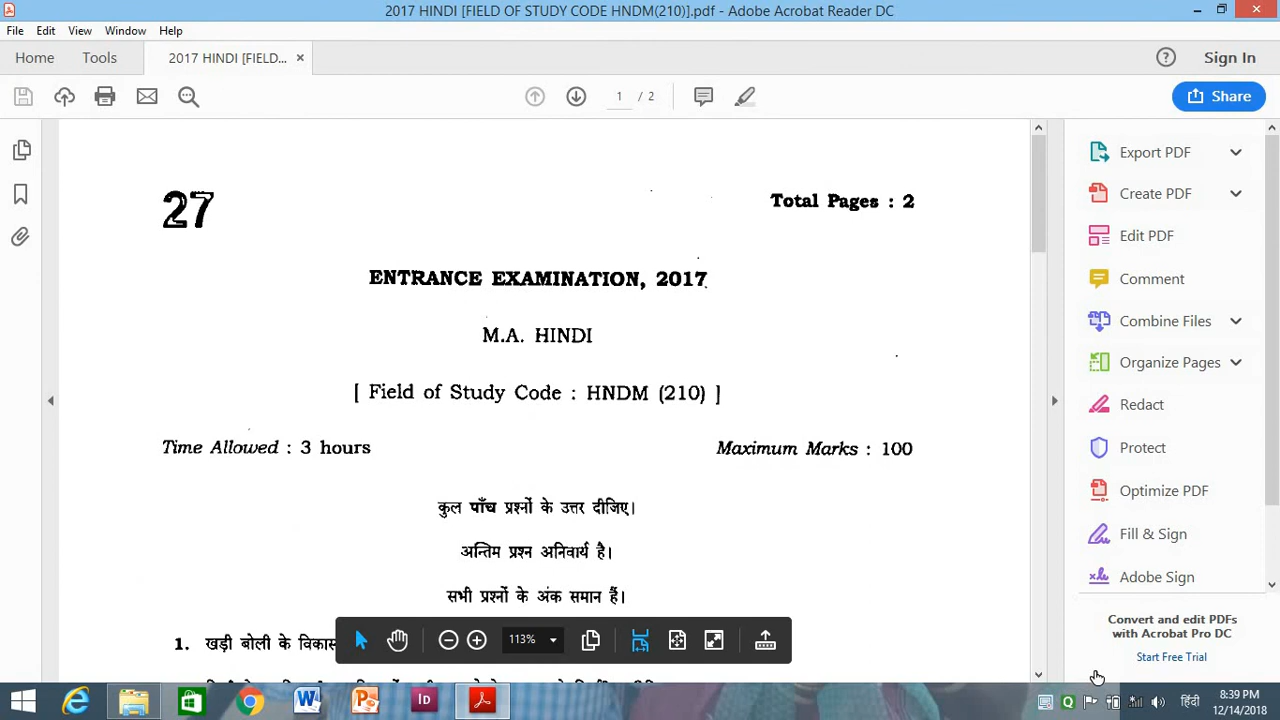 2017 HINDI [FIELD OF STUDY CODE HNDM(210)].pdf - Adobe Acrobat Reader DC
File Edit View Window Help
Home Tools 2017 HINDI [FIELD... × Sign In
1 / 2 Share
Export PDF
Create PDF
Edit PDF
Comment
Combine Files
Organize Pages
Redact
Protect
Optimize PDF
Fill & Sign
Adobe Sign
Convert and edit PDFs
with Acrobat Pro DC
Start Free Trial
27 Total Pages : 2
ENTRANCE EXAMINATION, 2017
M.A. HINDI
[ Field of Study Code : HNDM (210) ]
Time Allowed : 3 hours Maximum Marks : 100
कुल पाँच प्रश्नों के उत्तर दीजिए।
अन्तिम प्रश्न अनिवार्य है।
सभी प्रश्नों के अंक समान हैं।
1. खड़ी बोली के विकास
113%
हिंदी 8:39 PM
12/14/2018